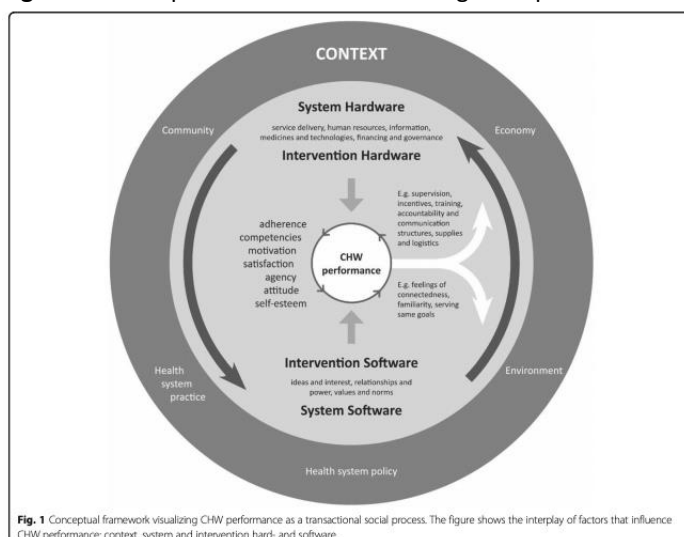 CONTEXT
System Hardware
service delivery, human resources, information,
medicines and technologies, financing and governance
Intervention Hardware
Community
Economy
E.g. supervision,
incentives, training,
accountability and
communication
structures, supplies
and logistics
adherence
competencies
motivation
satisfaction
agency
attitude
self-esteem
CHW
performance
E.g. feelings of
connectedness,
familiarity, serving
same goals
Intervention Software
ideas and interest, relationships and
power, values and norms
System Software
Health
system
practice
Environment
Health system policy
Fig. 1 Conceptual framework visualizing CHW performance as a transactional social process. The figure shows the interplay of factors that influence
CHW performance: context, system and intervention hard- and software